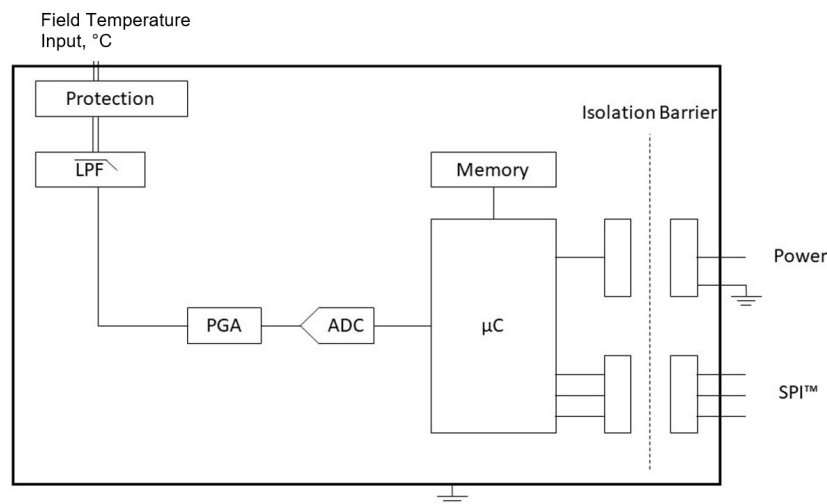 Field Temperature
Input, °C
Protection
Isolation Barrier
LPF
Memory
Power
PGA
ADC
µC
SPI™